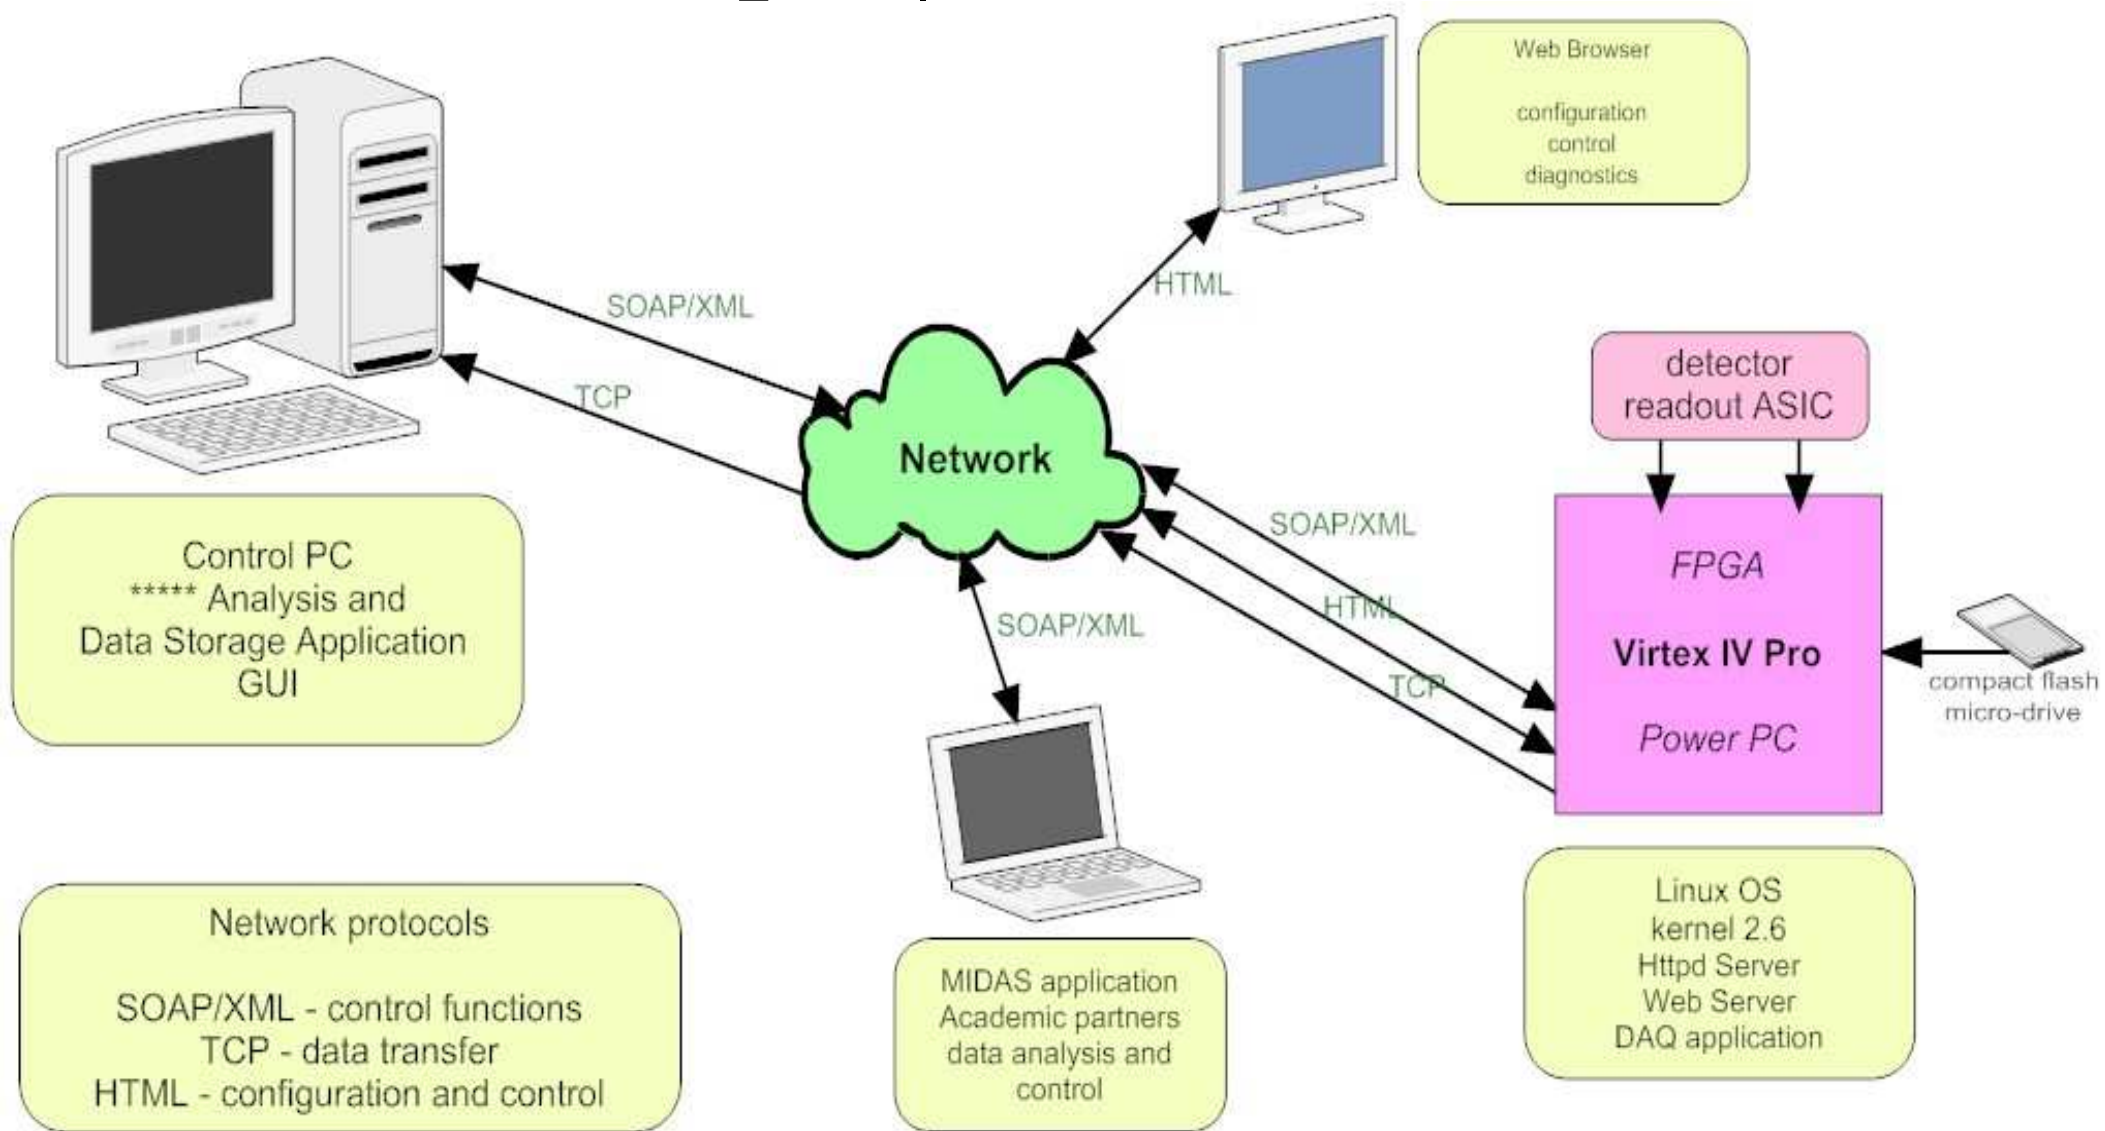 Web Browser
configuration
control
diagnostics
SOAP/XML
HTML
TCP
Network
detector
readout ASIC
SOAP/XML
HTML
TCP
SOAP/XML
FPGA
Virtex IV Pro
Power PC
compact flash
micro-drive
Control PC
***** Analysis and
Data Storage Application
GUI
Network protocols
SOAP/XML - control functions
TCP - data transfer
HTML - configuration and control
MIDAS application
Academic partners
data analysis and
control
Linux OS
kernel 2.6
Httpd Server
Web Server
DAQ application